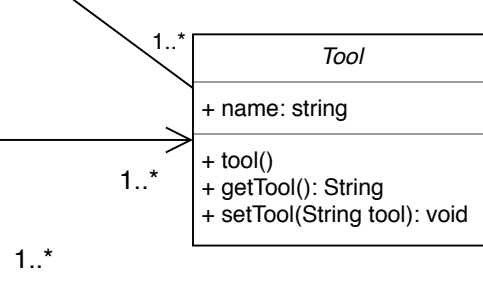 1..*
Tool
+ name: string
+ tool()
1..*
+ getTool(): String
+ setTool(String tool): void
1..*